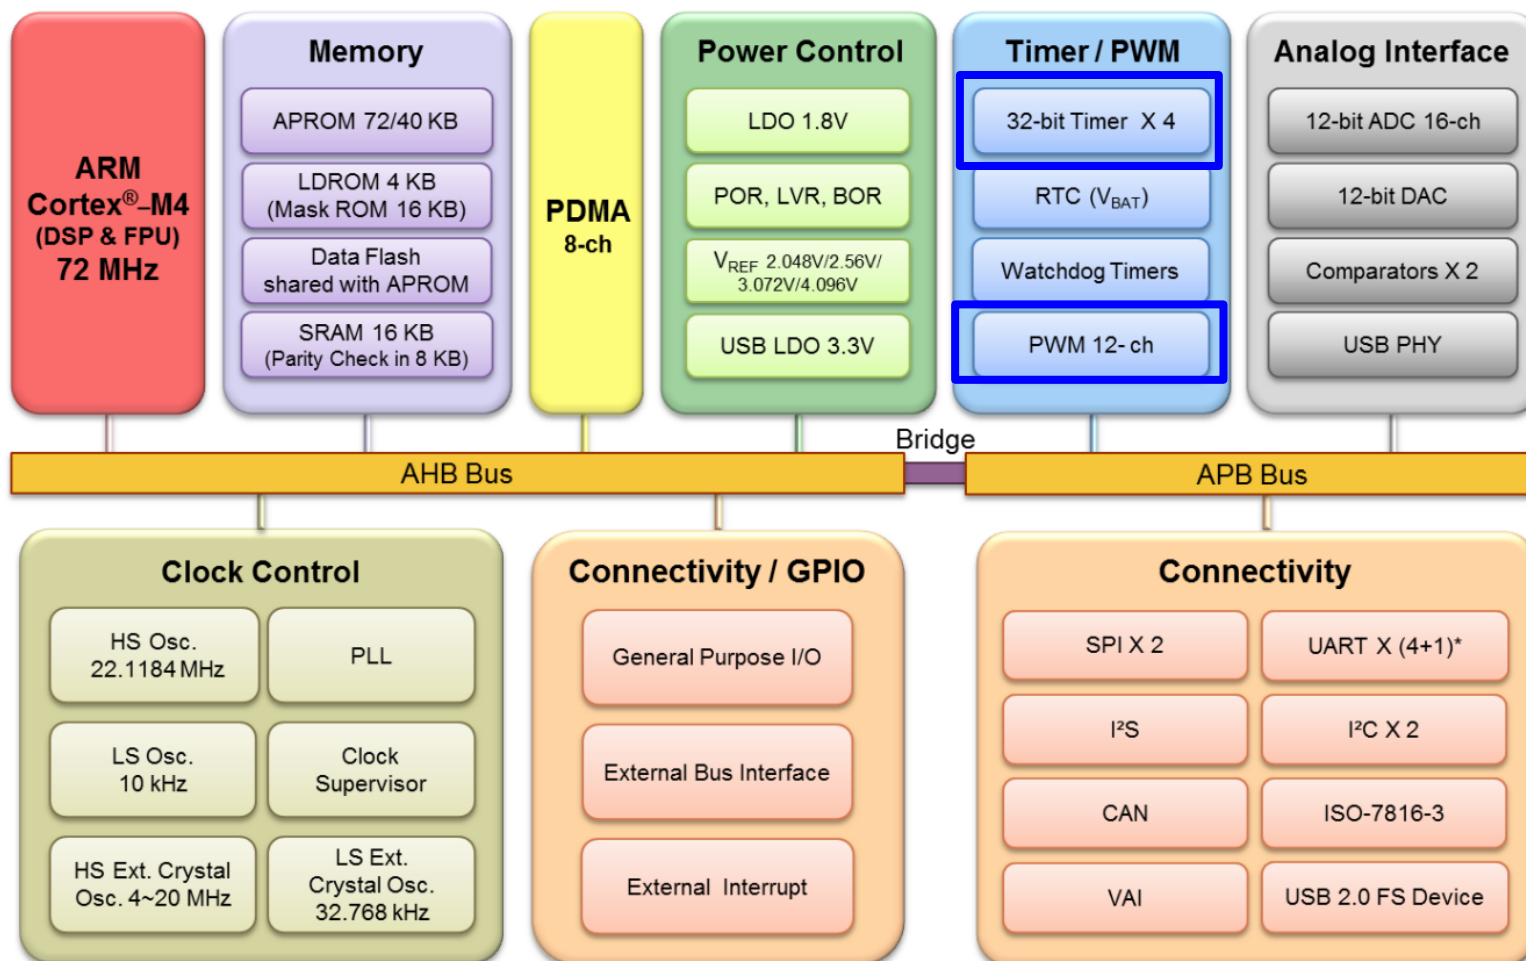 ARM
Cortex®–M4
(DSP & FPU)
72 MHz
Memory
APROM 72/40 KB
LDROM 4 KB
(Mask ROM 16 KB)
Data Flash
shared with APROM
SRAM 16 KB
(Parity Check in 8 KB)
PDMA
8-ch
Power Control
LDO 1.8V
POR, LVR, BOR
VREF 2.048V/2.56V/
3.072V/4.096V
USB LDO 3.3V
Timer / PWM
32-bit Timer X 4
RTC (VBAT)
Watchdog Timers
PWM 12- ch
Analog Interface
12-bit ADC 16-ch
12-bit DAC
Comparators X 2
USB PHY
AHB Bus
Bridge
APB Bus
Clock Control
HS Osc.
22.1184 MHz
PLL
LS Osc.
10 kHz
Clock
Supervisor
HS Ext. Crystal
Osc. 4~20 MHz
LS Ext.
Crystal Osc.
32.768 kHz
Connectivity / GPIO
General Purpose I/O
External Bus Interface
External Interrupt
Connectivity
SPI X 2
UART X (4+1)*
I²S
I²C X 2
CAN
ISO-7816-3
VAI
USB 2.0 FS Device